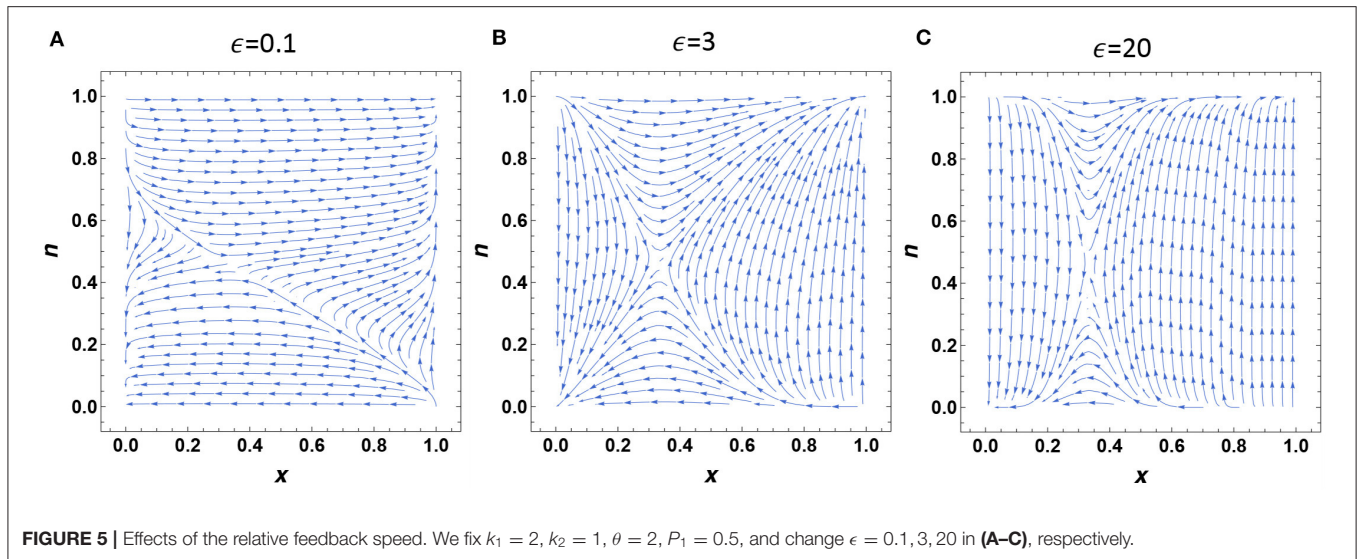 A
ϵ=0.1
B
ϵ=3
C
ϵ=20
1.0
0.8
0.6
0.4
0.2
0.0
n
0.0 0.2 0.4 0.6 0.8 1.0
x
1.0
0.8
0.6
0.4
0.2
0.0
n
0.0 0.2 0.4 0.6 0.8 1.0
x
1.0
0.8
0.6
0.4
0.2
0.0
n
0.0 0.2 0.4 0.6 0.8 1.0
x
FIGURE 5 | Effects of the relative feedback speed. We fix k₁ = 2, k₂ = 1, θ = 2, P₁ = 0.5, and change ϵ = 0.1, 3, 20 in (A–C), respectively.